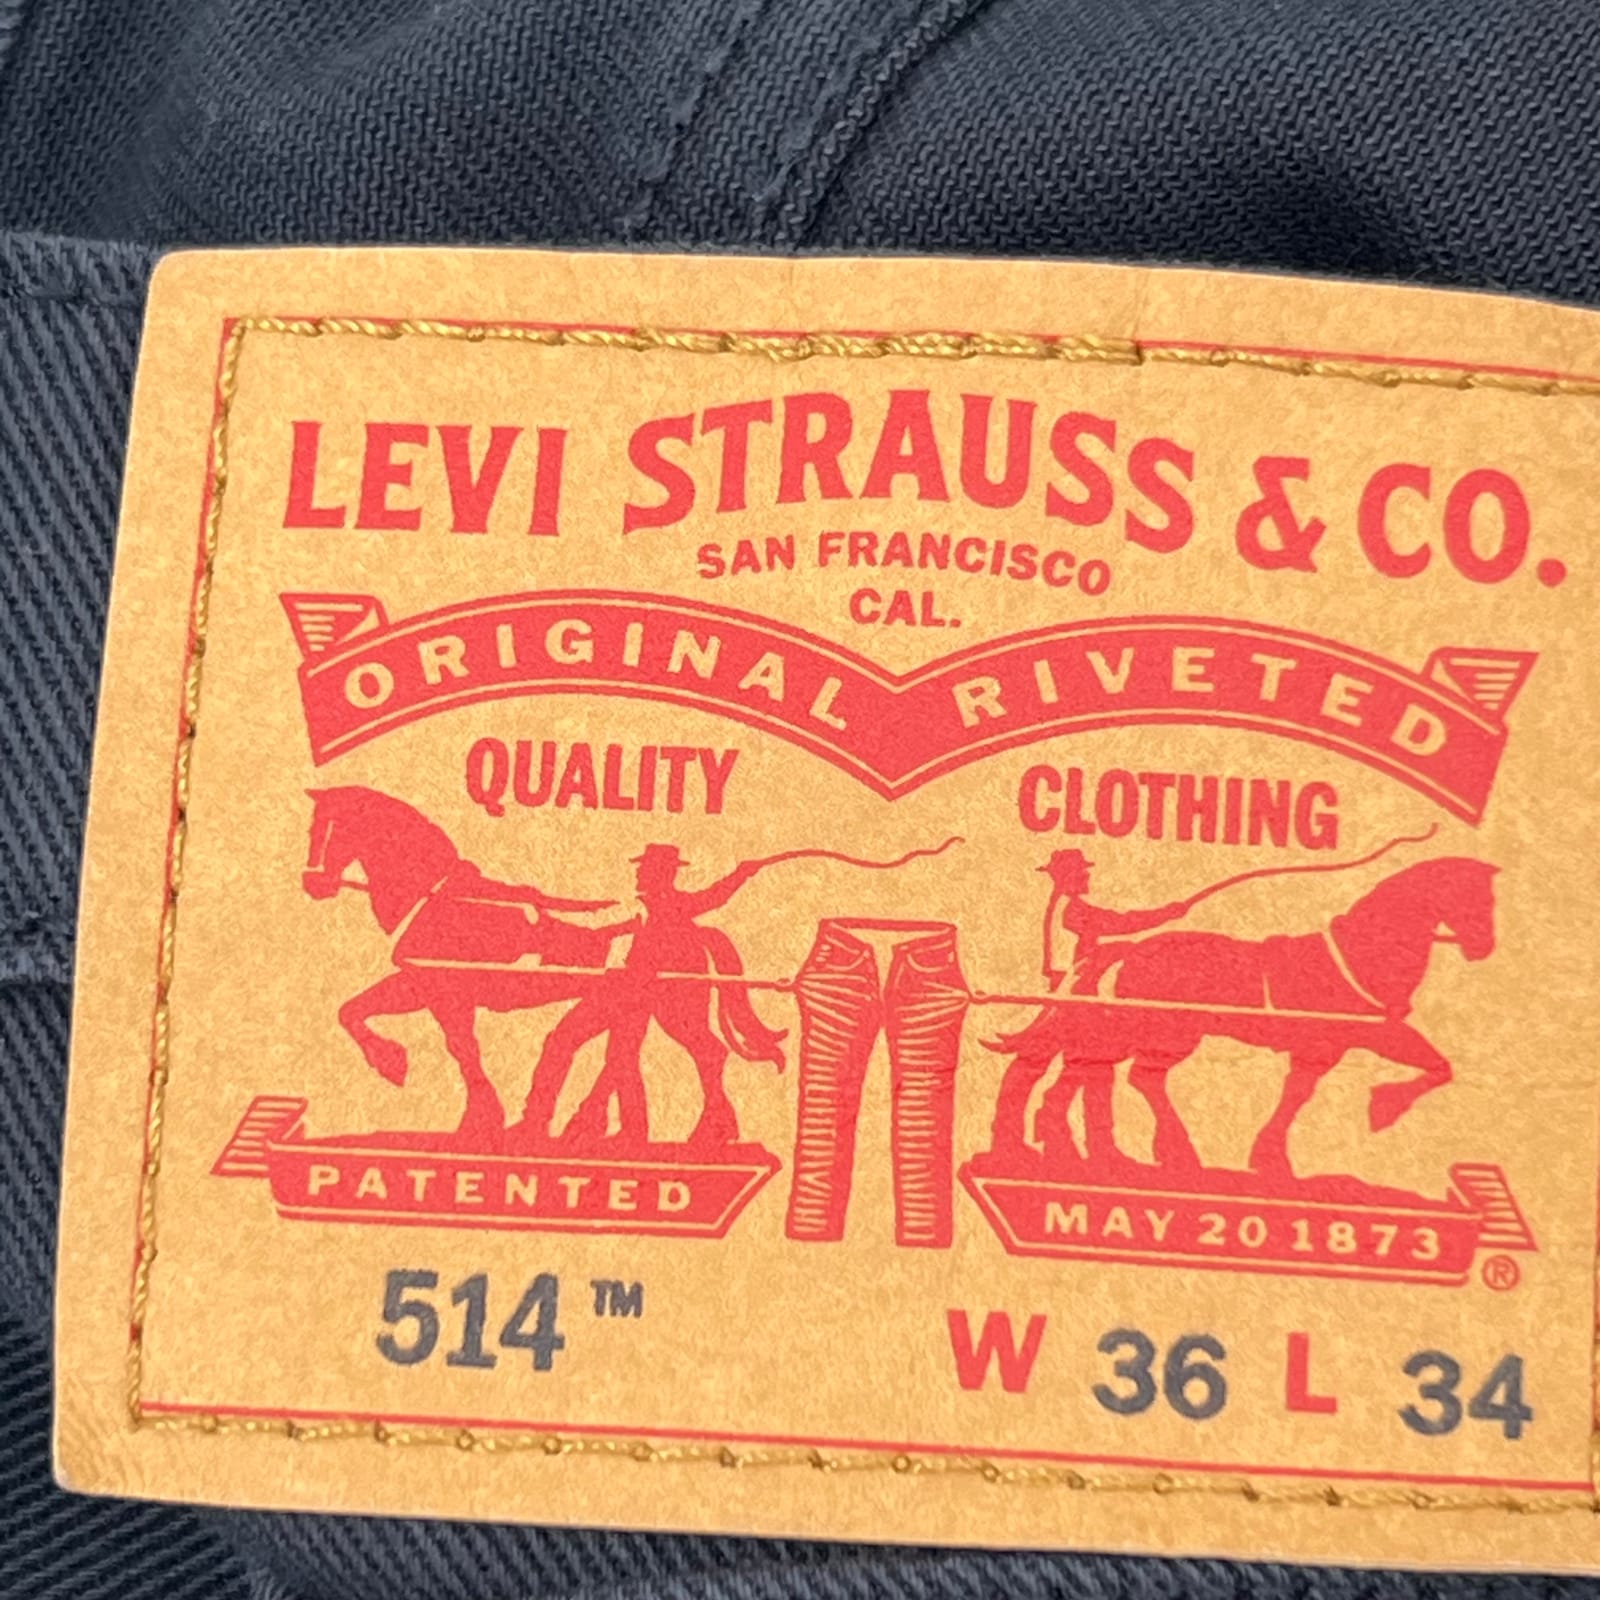 LEVI STRAUSS & CO.
SAN FRANCISCO
CAL.
ORIGINAL RIVETED
QUALITY CLOTHING
PATENTED MAY 20 1873
®
514™ W 36 L 34